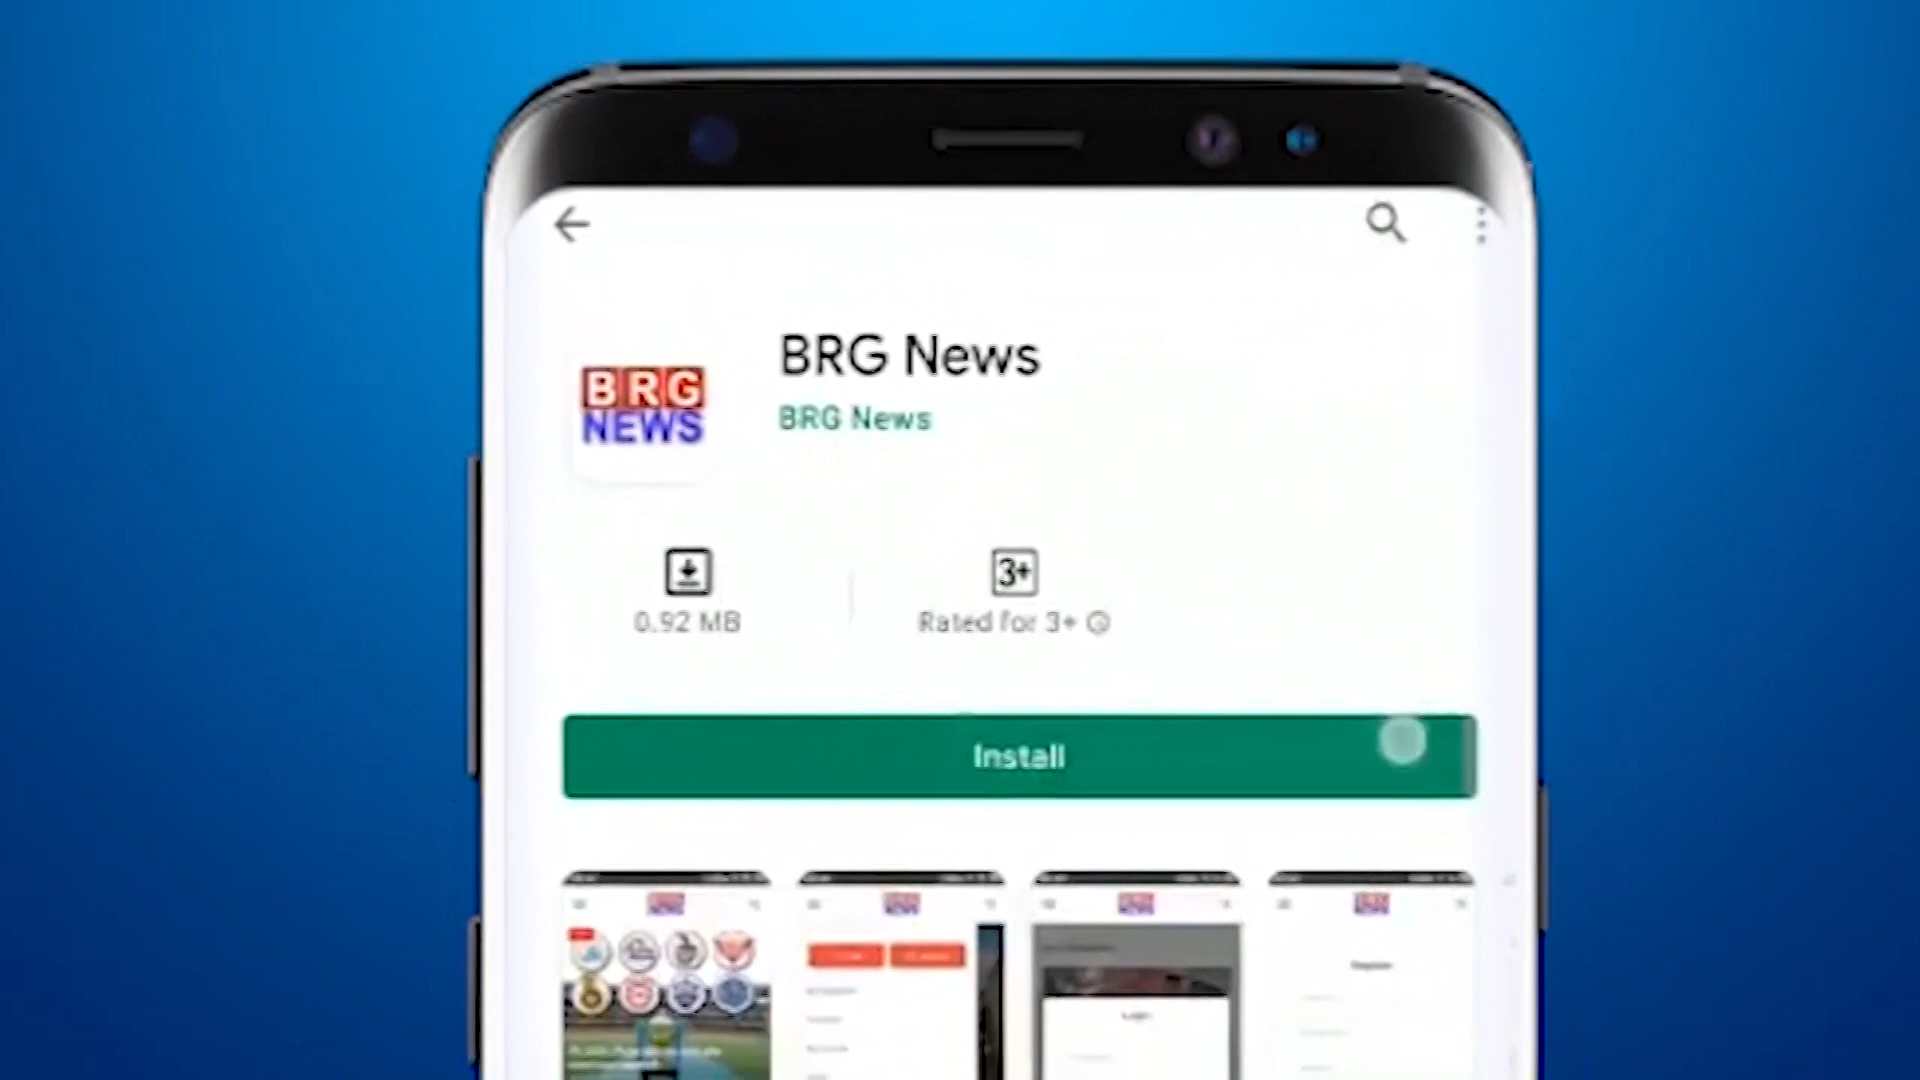 BRG News
BRG
NEWS
BRG News
0.92 MB
3+
Rated for 3+
Install